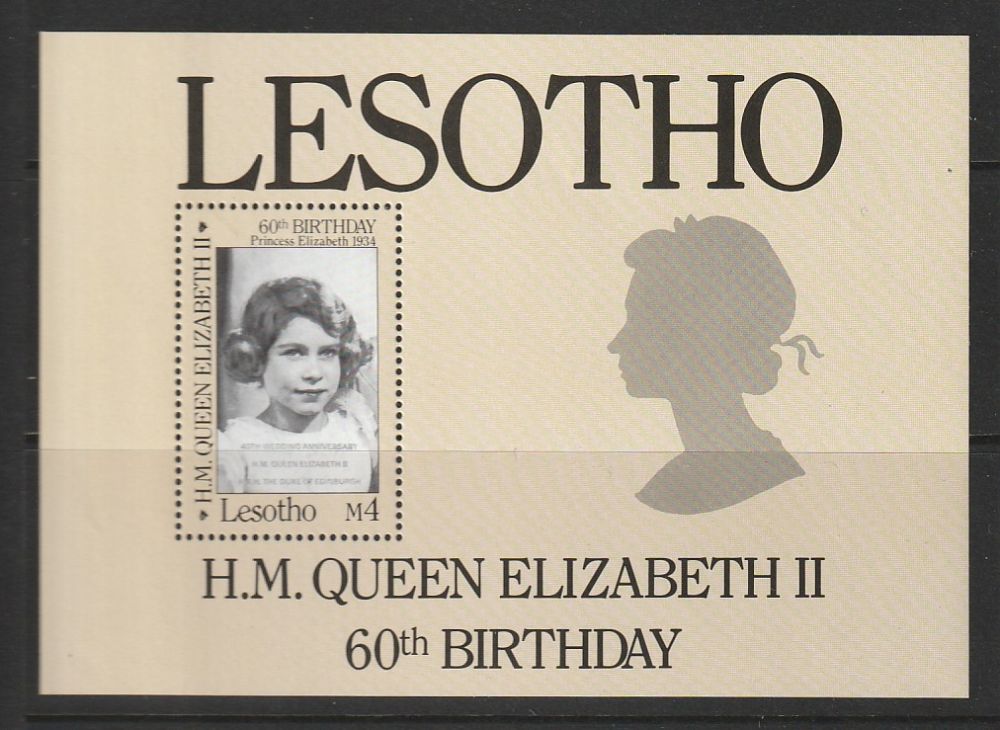 LESOTHO
60th BIRTHDAY
Princess Elizabeth 1934
H.M. QUEEN ELIZABETH II
40TH WEDDING ANNIVERSARY
H.M. QUEEN ELIZABETH II
H.R.H. THE DUKE OF EDINBURGH
Lesotho M4
H.M. QUEEN ELIZABETH II
60th BIRTHDAY